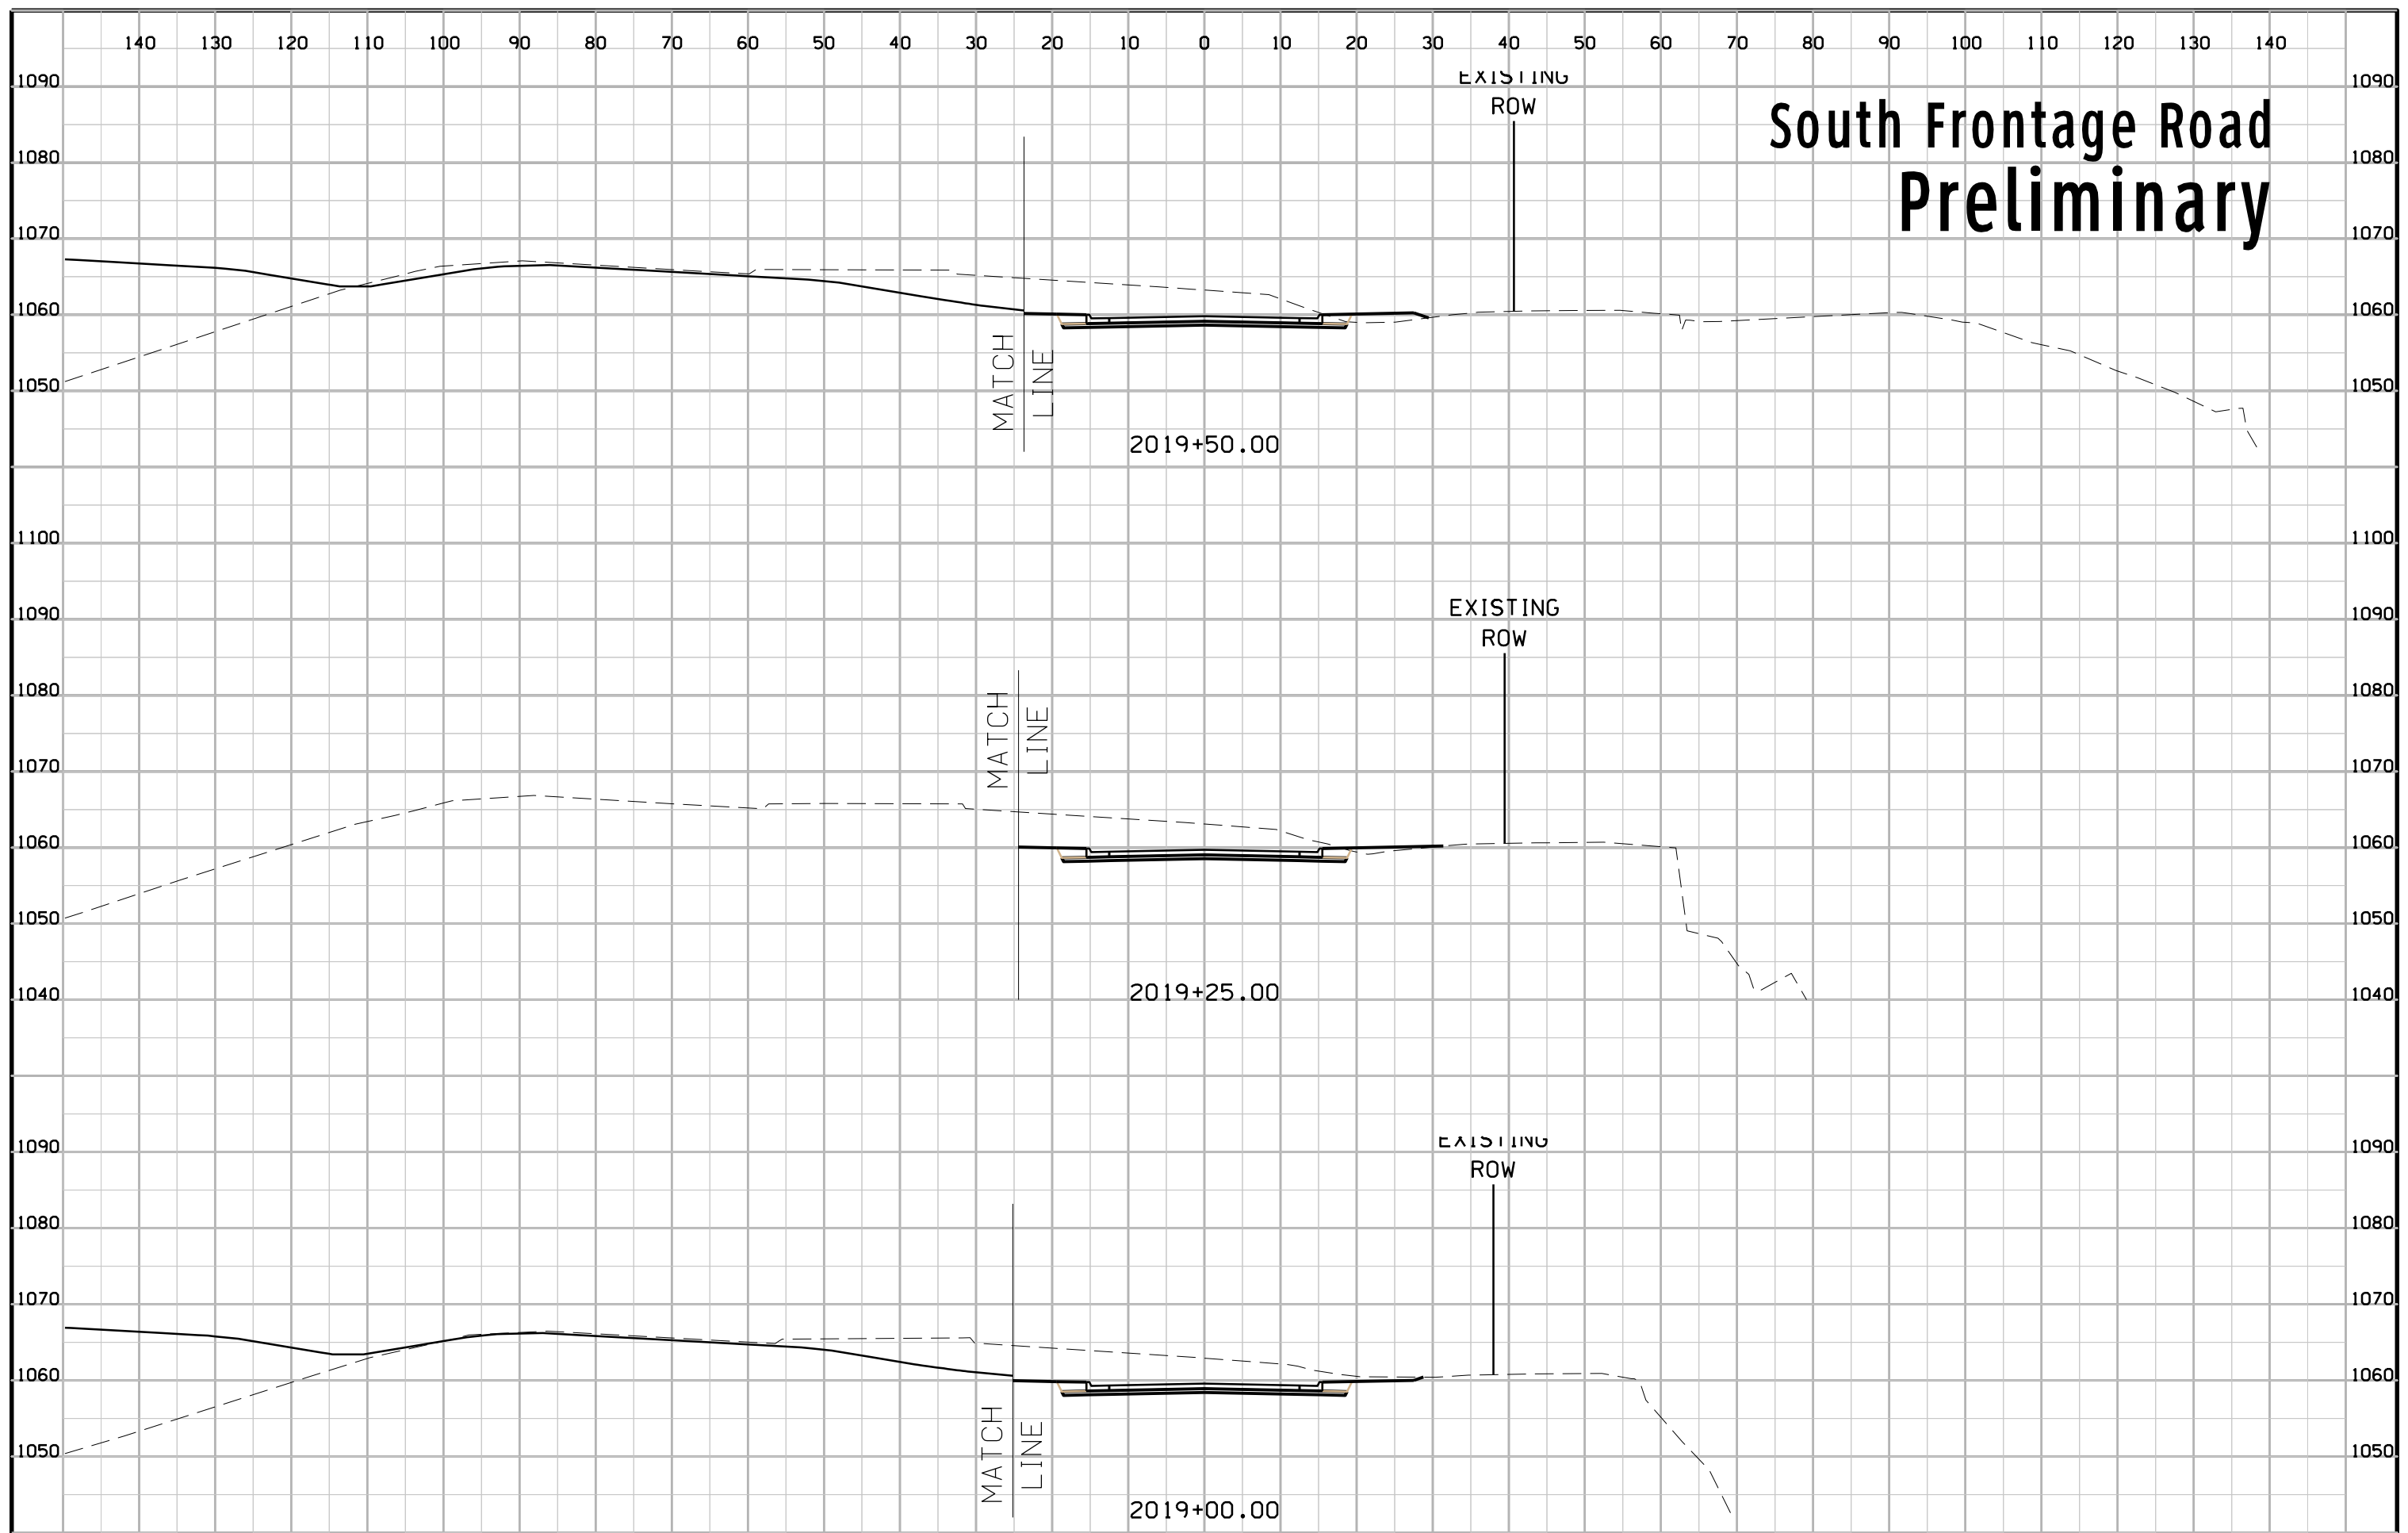 140 130 120 110 100 90 80 70 60 50 40 30 20 10 0 10 20 30 40 50 60 70 80 90 100 110 120 130 140
EXISTING
ROW
1090 1090
South Frontage Road
Preliminary
1080 1080
1070 1070
1060 1060
1050 1050
MATCH
LINE
2019+50.00
1100 1100
EXISTING
ROW
1090 1090
1080 1080
MATCH
LINE
1070 1070
1060 1060
1050 1050
1040 1040
2019+25.00
EXISTING
ROW
1090 1090
1080 1080
1070 1070
1060 1060
1050 1050
MATCH
LINE
2019+00.00